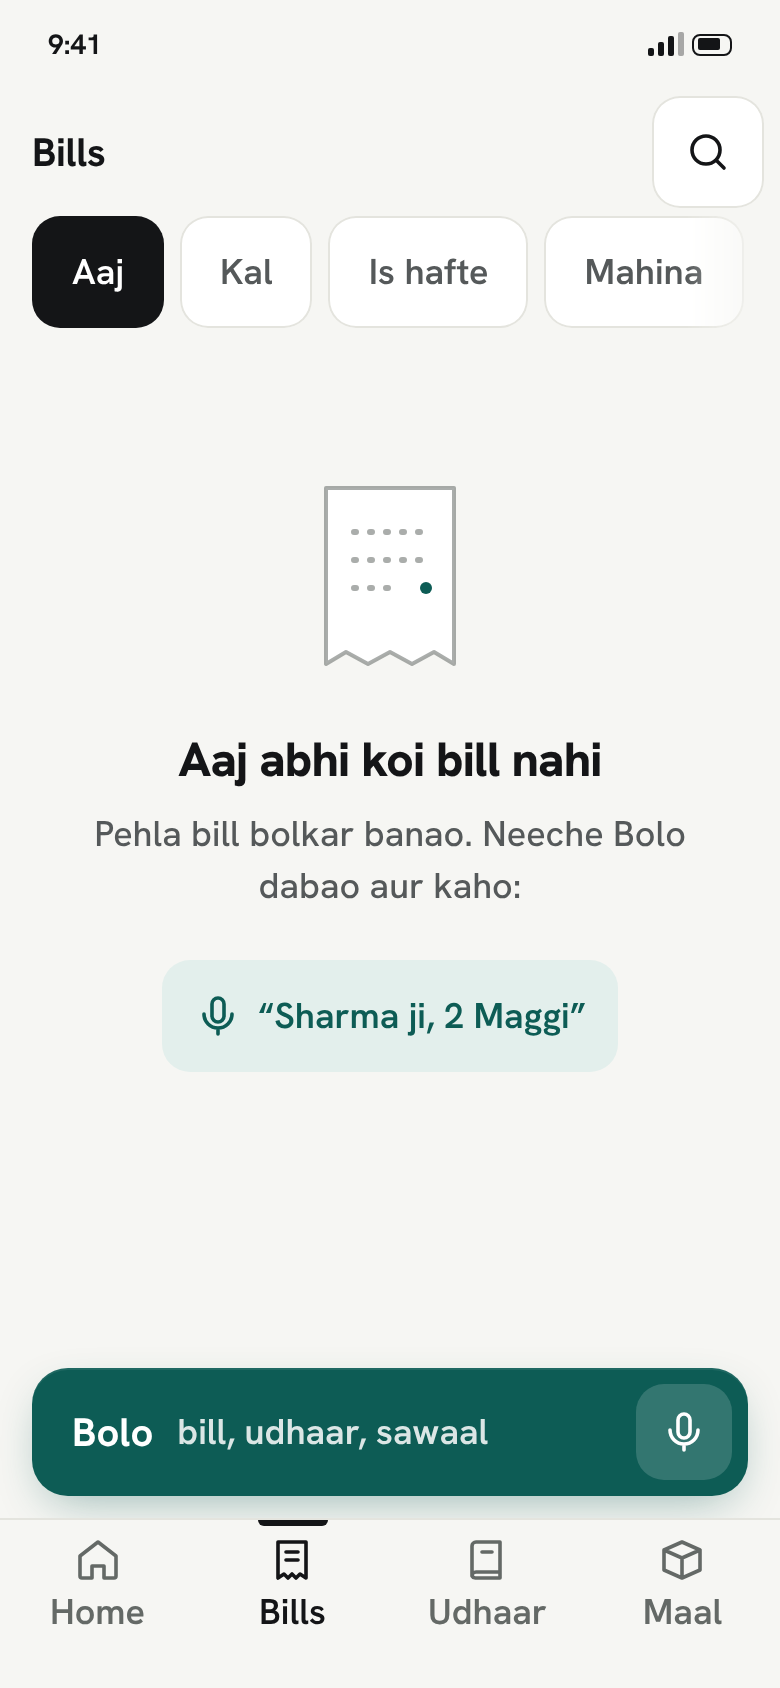 9:41
Bills
Aaj
Kal
Is hafte
Mahina
Aaj abhi koi bill nahi
Pehla bill bolkar banao. Neeche Bolo
dabao aur kaho:
“Sharma ji, 2 Maggi”
Bolo bill, udhaar, sawaal
Home
Bills
Udhaar
Maal